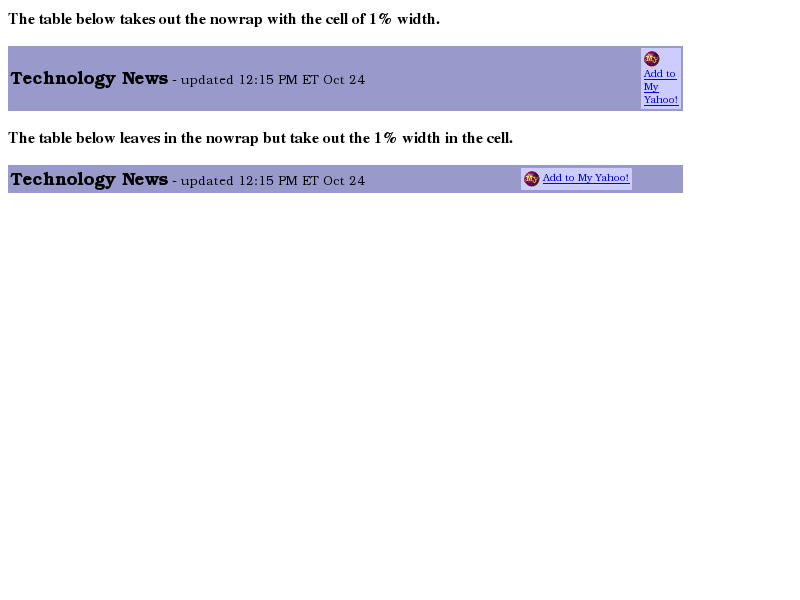 The table below takes out the nowrap with the cell of 1% width.
Technology News - updated 12:15 PM ET Oct 24
My
Add to
My
Yahoo!
The table below leaves in the nowrap but take out the 1% width in the cell.
Technology News - updated 12:15 PM ET Oct 24 My Add to My Yahoo!